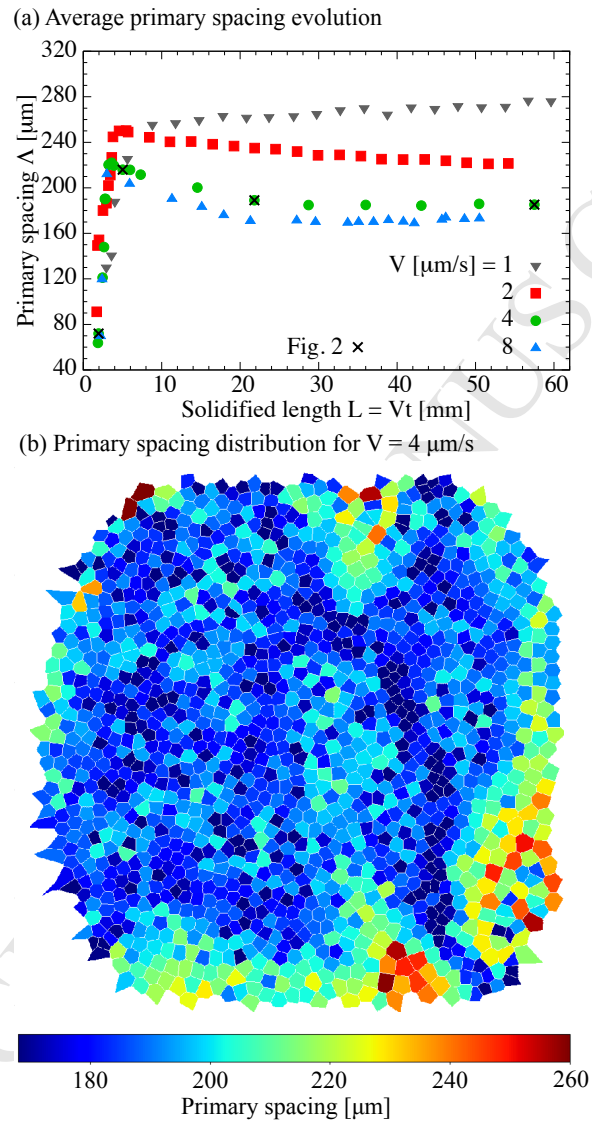 (a) Average primary spacing evolution
320
280
240
200
160
120
80
40
Primary spacing Λ [μm]
V [μm/s] = 1
2
4
8
Fig. 2
0 10 20 30 40 50 60
Solidified length L = Vt [mm]
NUSC
(b) Primary spacing distribution for V = 4 μm/s
180 200 220 240 260
Primary spacing [μm]